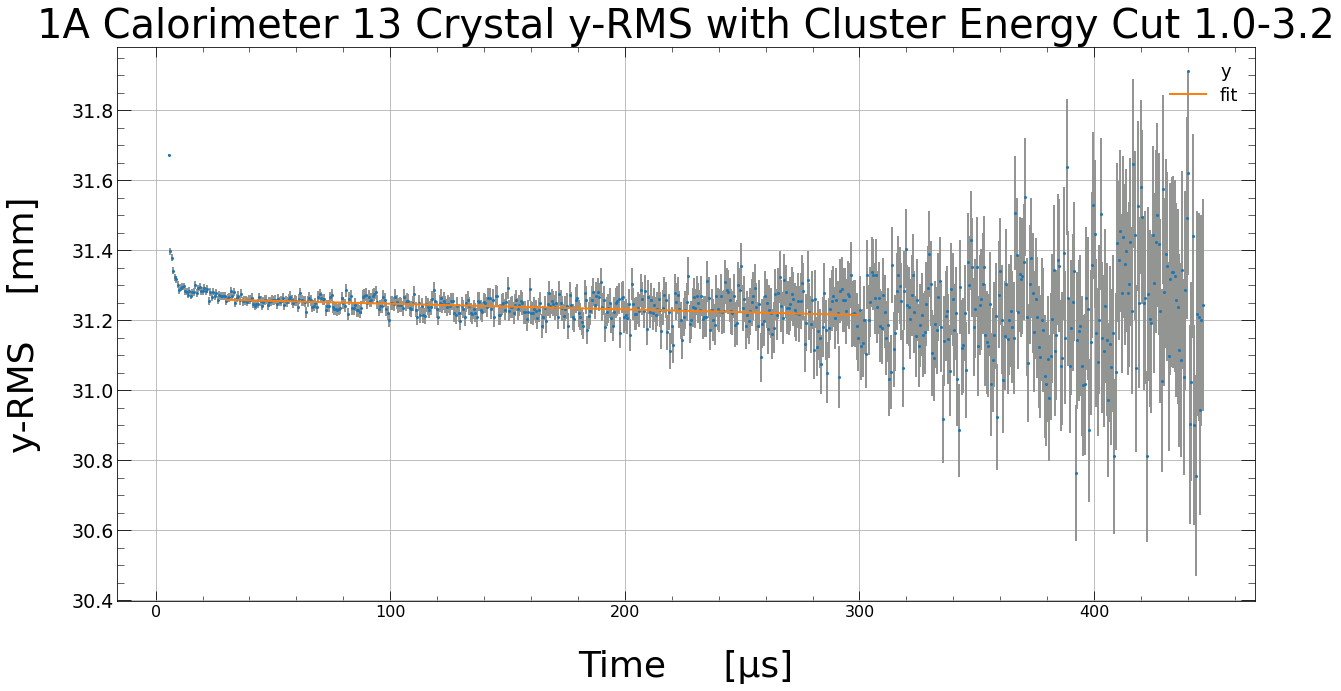 1A Calorimeter 13 Crystal y-RMS with Cluster Energy Cut 1.0-3.2
y
fit
31.8
31.6
31.4
31.2
31.0
30.8
30.6
30.4
y-RMS [mm]
0 100 200 300 400
Time [μs]